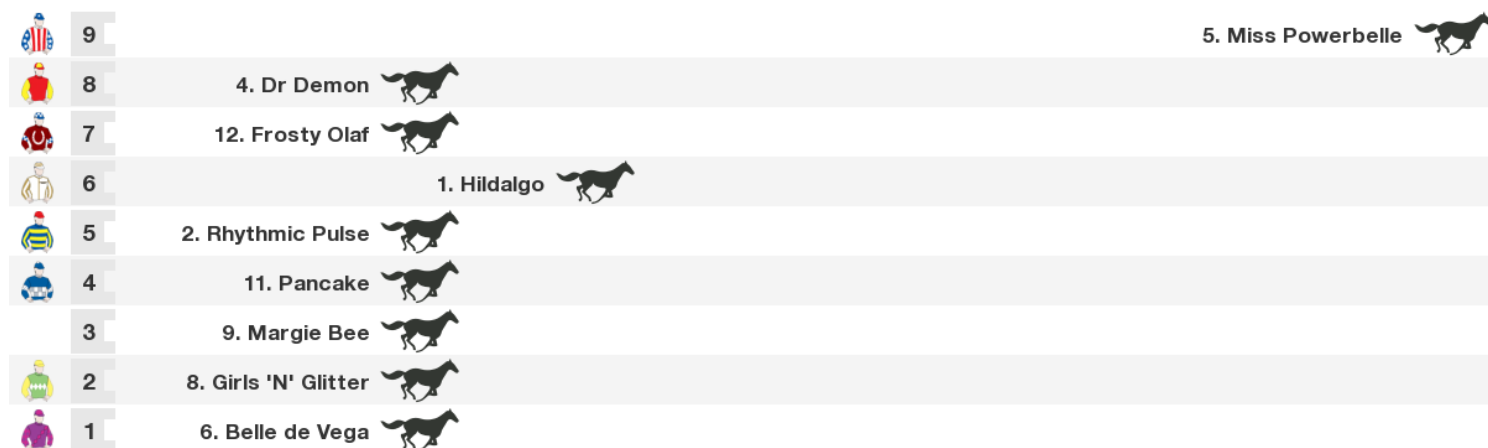 9 5. Miss Powerbelle
8 4. Dr Demon
7 12. Frosty Olaf
6 1. Hildalgo
5 2. Rhythmic Pulse
4 11. Pancake
3 9. Margie Bee
2 8. Girls 'N' Glitter
1 6. Belle de Vega